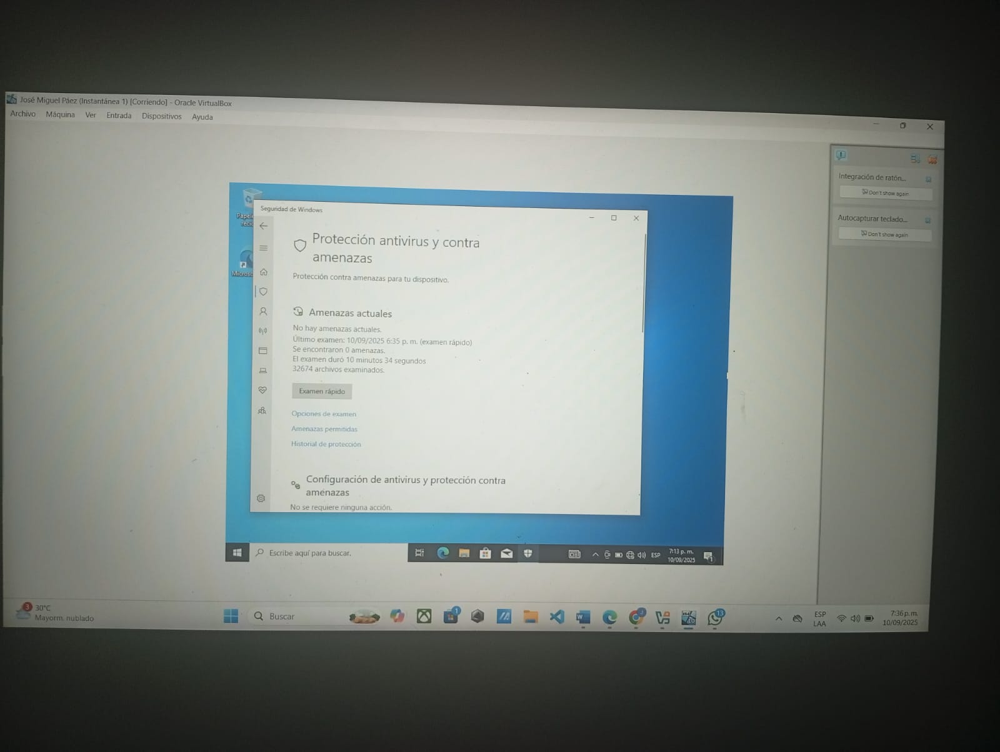 José Miguel Páez (Instantánea 1) [Corriendo] - Oracle VirtualBox
Archivo Máquina Ver Entrada Dispositivos Ayuda
Integración de ratón...
Don't show again
Autocapturar teclado...
Don't show again
Seguridad de Windows
Protección antivirus y contra
amenazas
Protección contra amenazas para tu dispositivo.
Amenazas actuales
No hay amenazas actuales.
Último examen: 10/09/2025 6:35 p. m. (examen rápido)
Se encontraron 0 amenazas.
El examen duró 10 minutos 34 segundos
32674 archivos examinados.
Examen rápido
Opciones de examen
Amenazas permitidas
Historial de protección
Configuración de antivirus y protección contra
amenazas
No se requiere ninguna acción.
Escribe aquí para buscar.
ESP
7:13 p. m.
10/09/2025
1
3
30°C
Mayorm. nublado
Buscar
1
J
13
ESP
LAA
7:36 p. m.
10/09/2025